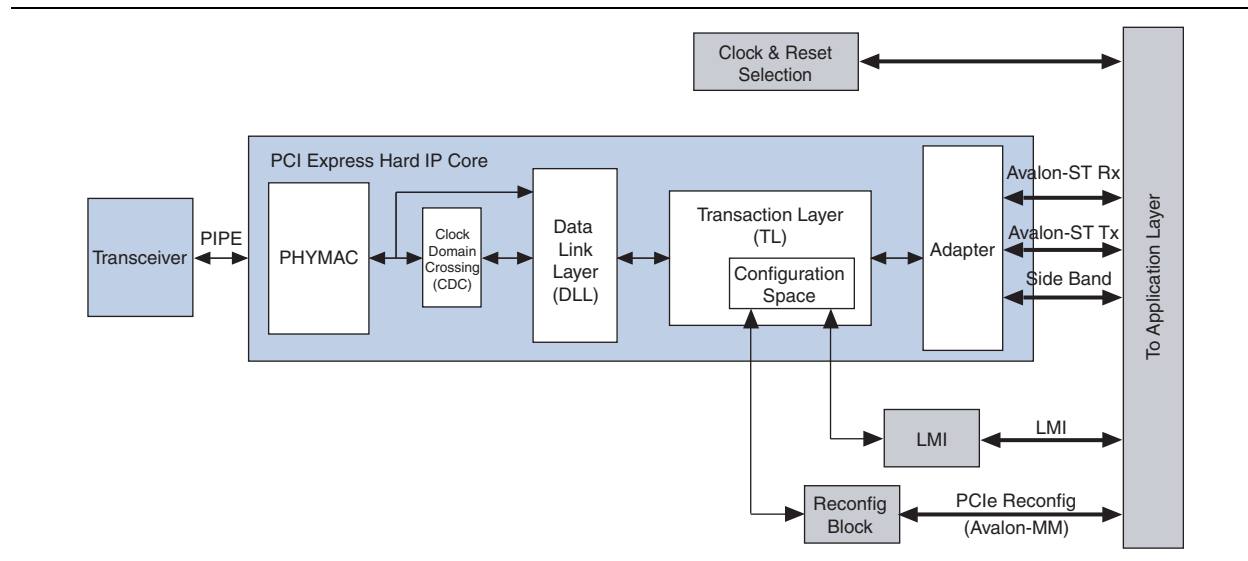 Clock & Reset
Selection
PCI Express Hard IP Core
Transceiver
PIPE
PHYMAC
Clock
Domain
Crossing
(CDC)
Data
Link
Layer
(DLL)
Transaction Layer
(TL)
Configuration
Space
Adapter
Avalon-ST Rx
Avalon-ST Tx
Side Band
To Application Layer
LMI
LMI
Reconfig
Block
PCIe Reconfig
(Avalon-MM)